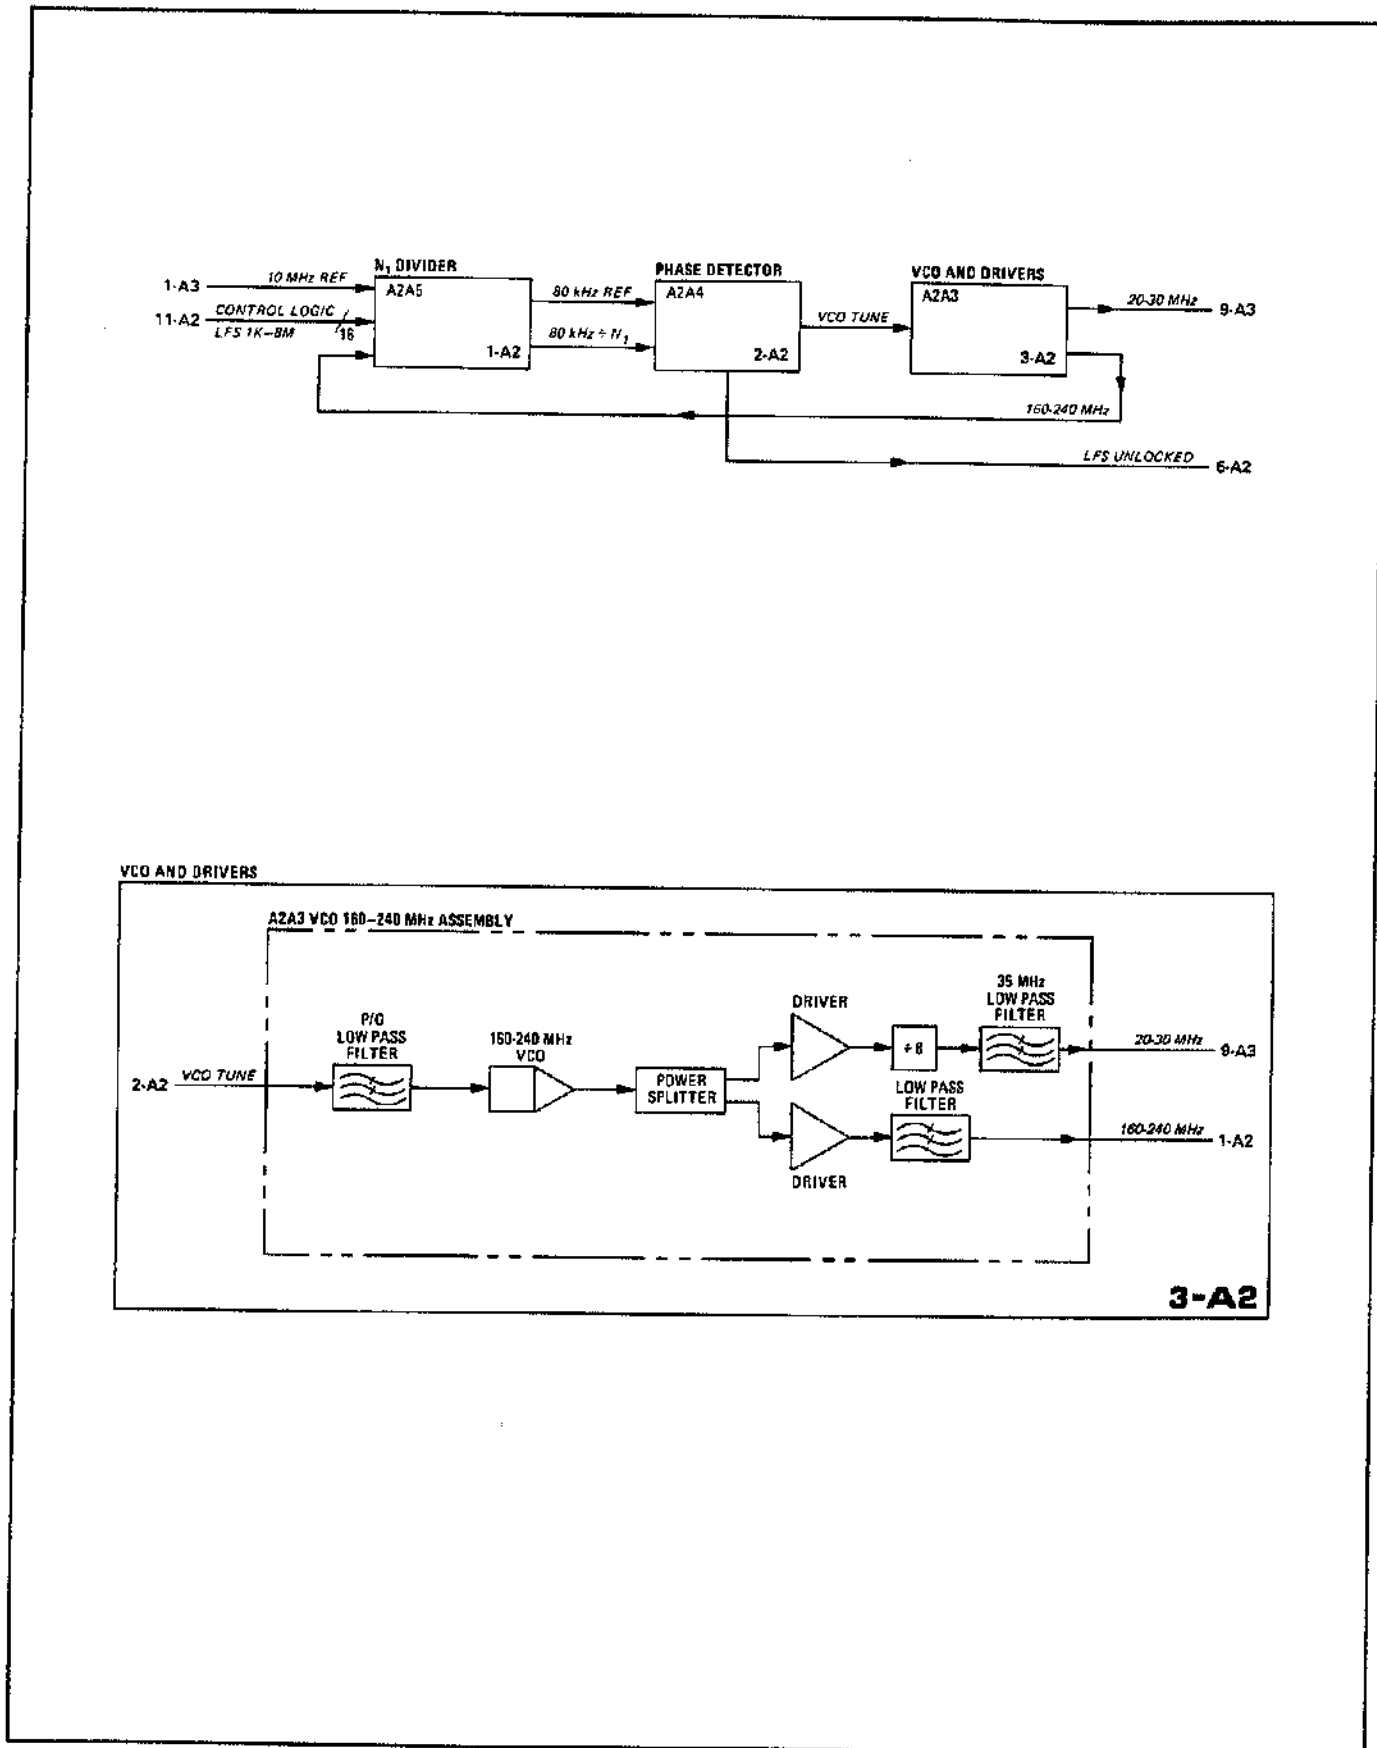 N1 DIVIDER
PHASE DETECTOR
VCO AND DRIVERS
1-A3 10 MHz REF
A2A5
80 kHz REF
A2A4
A2A3
20-30 MHz 9-A3
11-A2 CONTROL LOGIC
LFS 1K-8M
16
VCO TUNE
80 kHz ÷ N1
1-A2
2-A2
3-A2
160-240 MHz
LFS UNLOCKED 6-A2
VCO AND DRIVERS
A2A3 VCO 160-240 MHz ASSEMBLY
35 MHz
LOW PASS
FILTER
DRIVER
P/O
LOW PASS
FILTER
160-240 MHz
VCO
÷8
20-30 MHz 9-A3
2-A2 VCO TUNE
POWER
SPLITTER
LOW PASS
FILTER
160-240 MHz 1-A2
DRIVER
3-A2